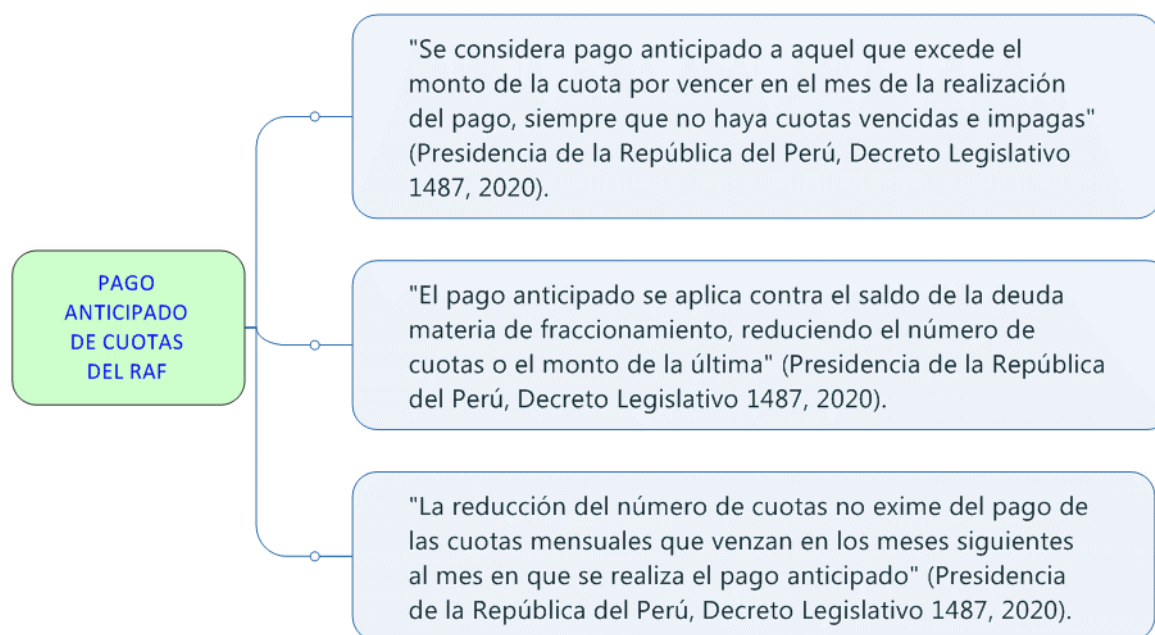 PAGO
ANTICIPADO
DE CUOTAS
DEL RAF
"Se considera pago anticipado a aquel que excede el
monto de la cuota por vencer en el mes de la realización
del pago, siempre que no haya cuotas vencidas e impagas"
(Presidencia de la República del Perú, Decreto Legislativo
1487, 2020).
"El pago anticipado se aplica contra el saldo de la deuda
materia de fraccionamiento, reduciendo el número de
cuotas o el monto de la última" (Presidencia de la República
del Perú, Decreto Legislativo 1487, 2020).
"La reducción del número de cuotas no exime del pago de
las cuotas mensuales que venzan en los meses siguientes
al mes en que se realiza el pago anticipado" (Presidencia
de la República del Perú, Decreto Legislativo 1487, 2020).